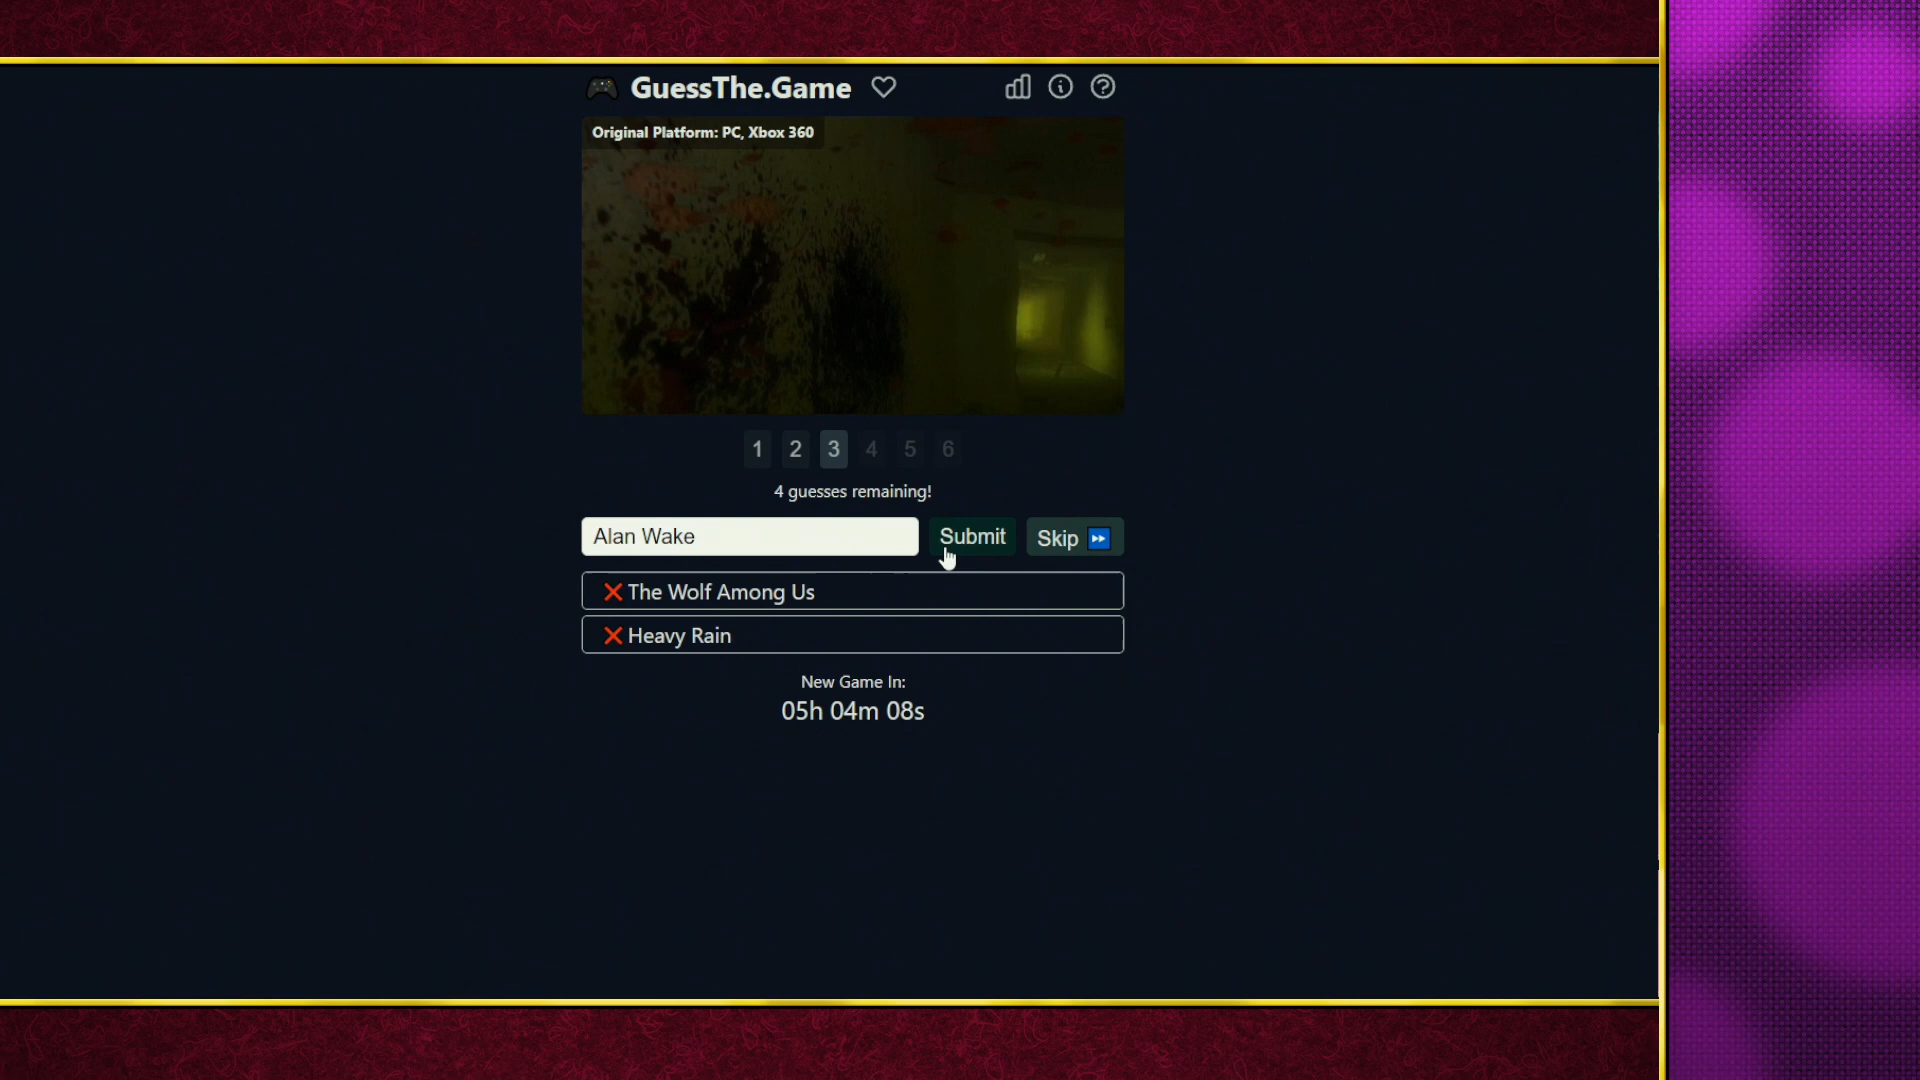 GuessThe.Game
Original Platform: PC, Xbox 360
1 2 3 4 5 6
4 guesses remaining!
Alan Wake Submit Skip
❌ The Wolf Among Us
❌ Heavy Rain
New Game In:
05h 04m 08s